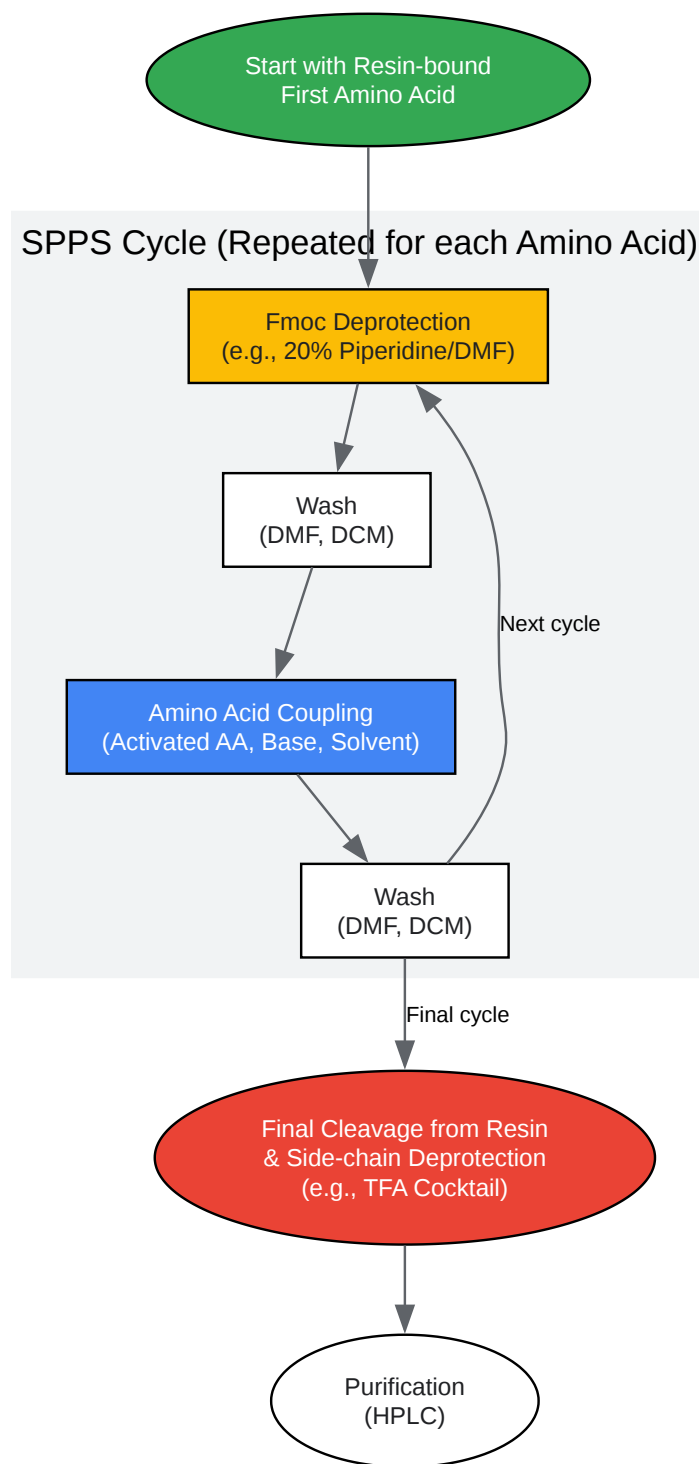 Start with Resin-bound
First Amino Acid
SPPS Cycle (Repeated for each Amino Acid)
Fmoc Deprotection
(e.g., 20% Piperidine/DMF)
Wash
(DMF, DCM)
Next cycle
Amino Acid Coupling
(Activated AA, Base, Solvent)
Wash
(DMF, DCM)
Final cycle
Final Cleavage from Resin
& Side-chain Deprotection
(e.g., TFA Cocktail)
Purification
(HPLC)